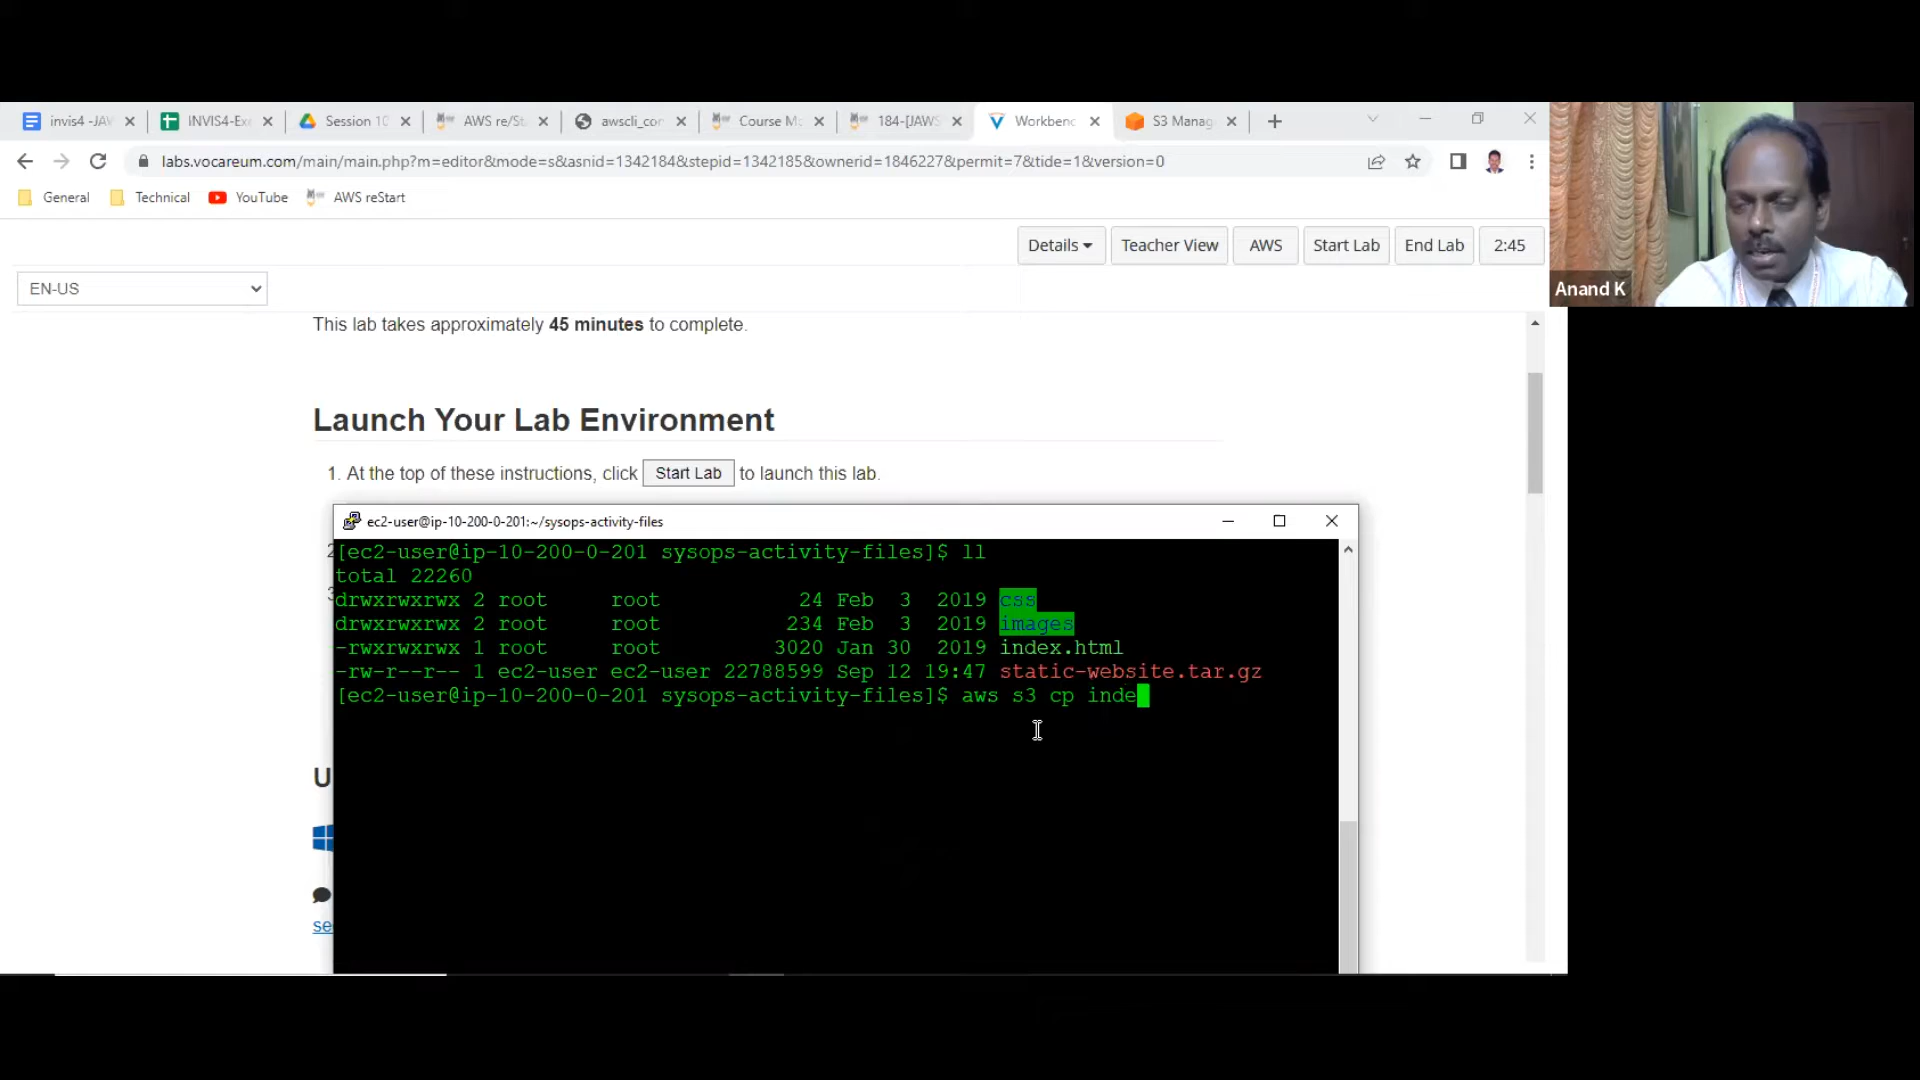 invis4 -JAV
INVIS4-Exe
Session 10
AWS re/St
awscli_cor
Course M
184-[JAWS
Workbenc
S3 Manag
labs.vocareum.com/main/main.php?m=editor&mode=s&asnid=1342184&stepid=1342185&ownerid=1846227&permit=7&tide=1&version=0
General
Technical
YouTube
AWS reStart
Details
Teacher View
AWS
Start Lab
End Lab
2:45
Anand K
EN-US
This lab takes approximately 45 minutes to complete.
Launch Your Lab Environment
1. At the top of these instructions, click Start Lab to launch this lab.
ec2-user@ip-10-200-0-201:~/sysops-activity-files
[ec2-user@ip-10-200-0-201 sysops-activity-files]$ ll
total 22260
drwxrwxrwx 2 root root 24 Feb 3 2019 css
drwxrwxrwx 2 root root 234 Feb 3 2019 images
-rwxrwxrwx 1 root root 3020 Jan 30 2019 index.html
-rw-r--r-- 1 ec2-user ec2-user 22788599 Sep 12 19:47 static-website.tar.gz
[ec2-user@ip-10-200-0-201 sysops-activity-files]$ aws s3 cp inde
U
se